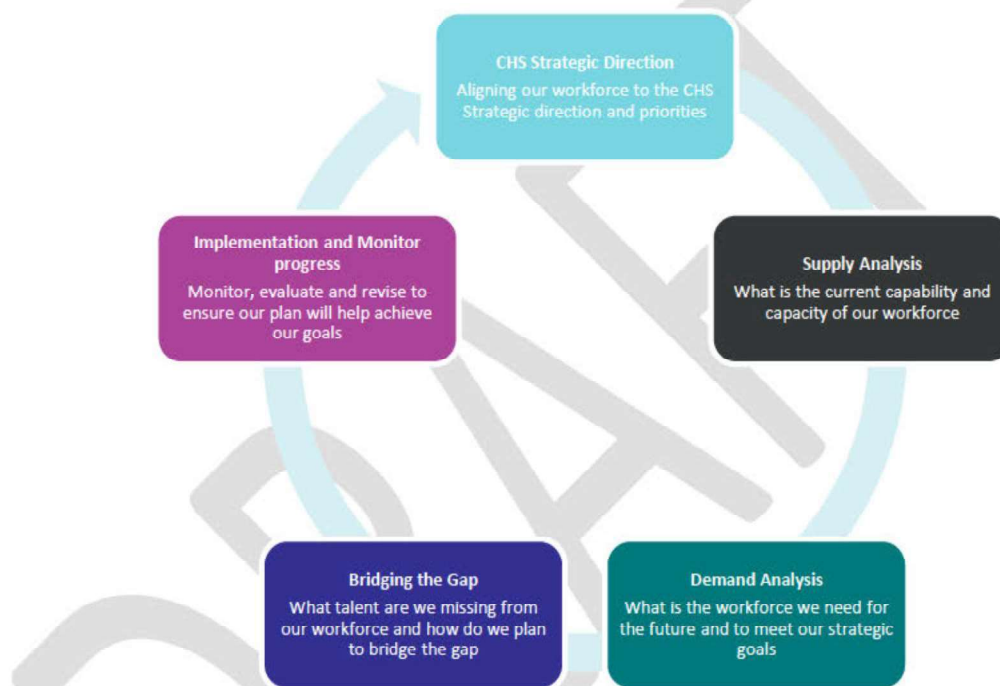 CHS Strategic Direction
Aligning our workforce to the CHS
Strategic direction and priorities
Supply Analysis
What is the current capability and
capacity of our workforce
Demand Analysis
What is the workforce we need for
the future and to meet our strategic
goals
Bridging the Gap
What talent are we missing from
our workforce and how do we plan
to bridge the gap
Implementation and Monitor
progress
Monitor, evaluate and revise to
ensure our plan will help achieve
our goals